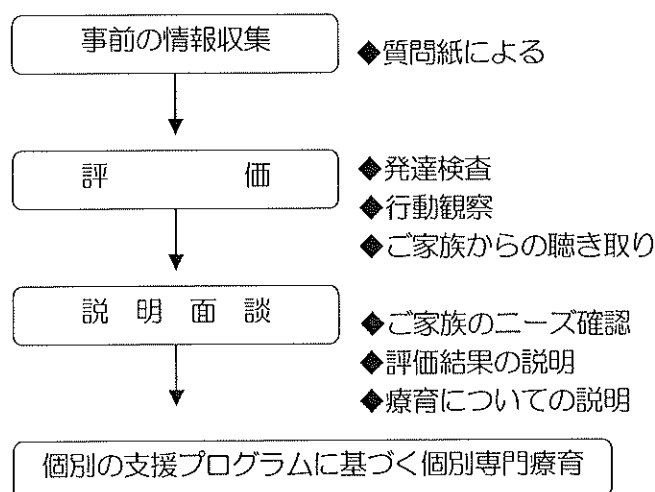 事前の情報収集
◆質問紙による
評価
◆発達検査
◆行動観察
◆ご家族からの聴き取り
説明面談
◆ご家族のニーズ確認
◆評価結果の説明
◆療育についての説明
個別の支援プログラムに基づく個別専門療育